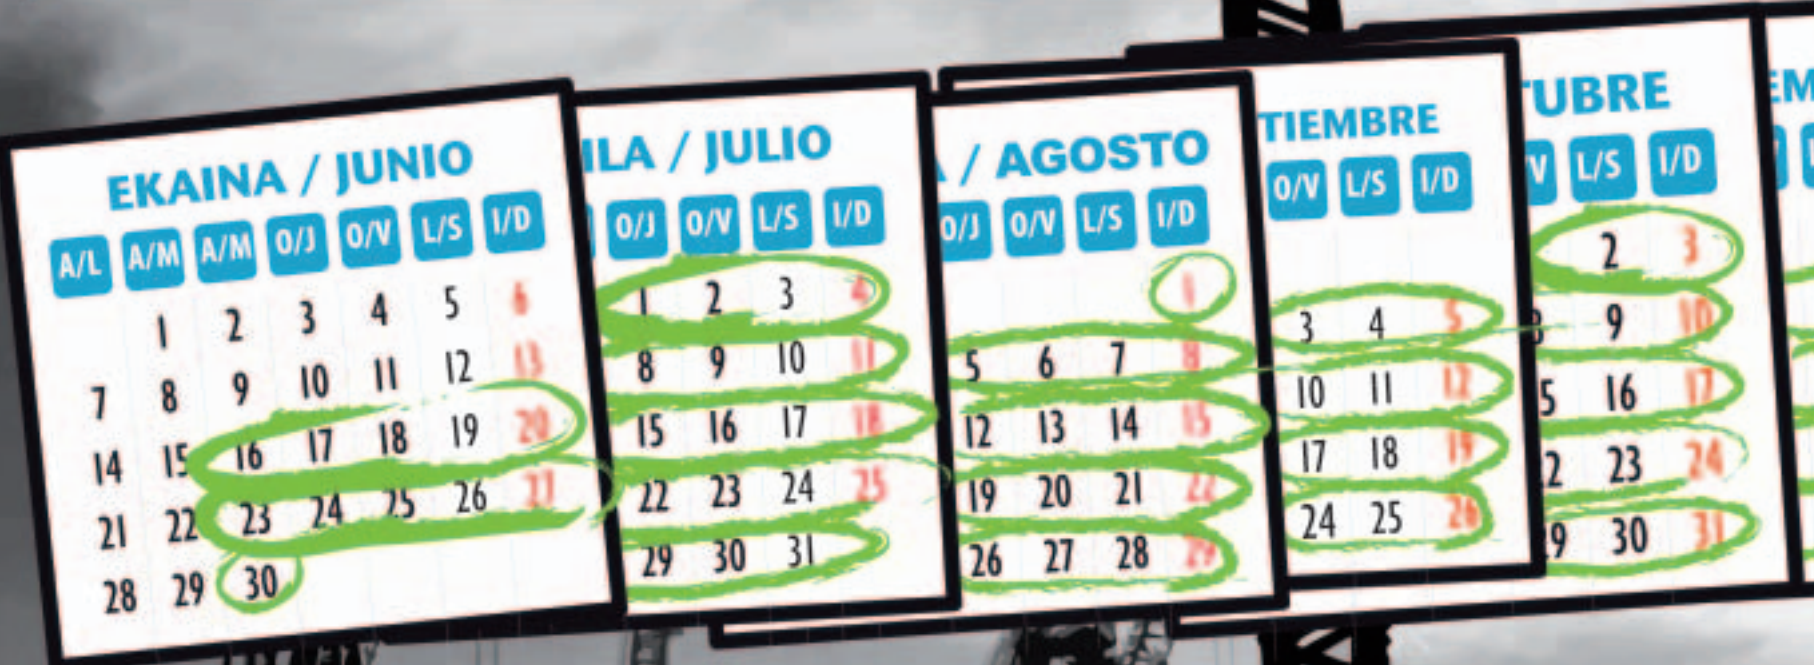 EKAINA / JUNIO
A/L A/M A/M O/J O/V L/S I/D
1 2 3 4 5 6
7 8 9 10 11 12 13
14 15 16 17 18 19 20
21 22 23 24 25 26 27
28 29 30
ILA / JULIO
O/J O/V L/S I/D
1 2 3 4
8 9 10 11
15 16 17 18
22 23 24 25
29 30 31
/ AGOSTO
O/J O/V L/S I/D
1
5 6 7 8
12 13 14 15
19 20 21 22
26 27 28 29
TIEMBRE
O/V L/S I/D
3 4 5
10 11 12
17 18 19
24 25 26
TUBRE
V L/S I/D
2 3
8 9 10
5 16 17
2 23 24
29 30 31
EM